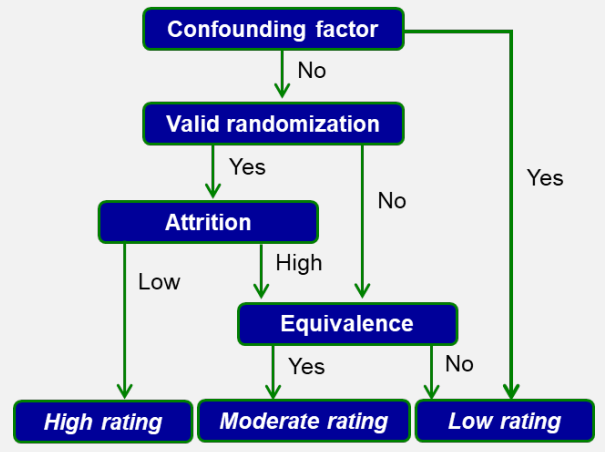 Confounding factor
No
Valid randomization
Yes
Yes
No
Attrition
High
Low
Equivalence
Yes
No
High rating
Moderate rating
Low rating